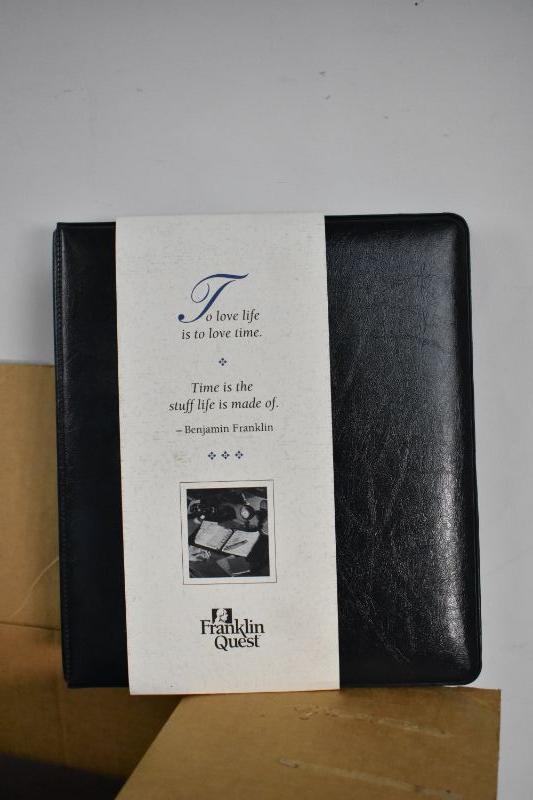 To love life
is to love time.
Time is the
stuff life is made of.
– Benjamin Franklin
Franklin
Quest